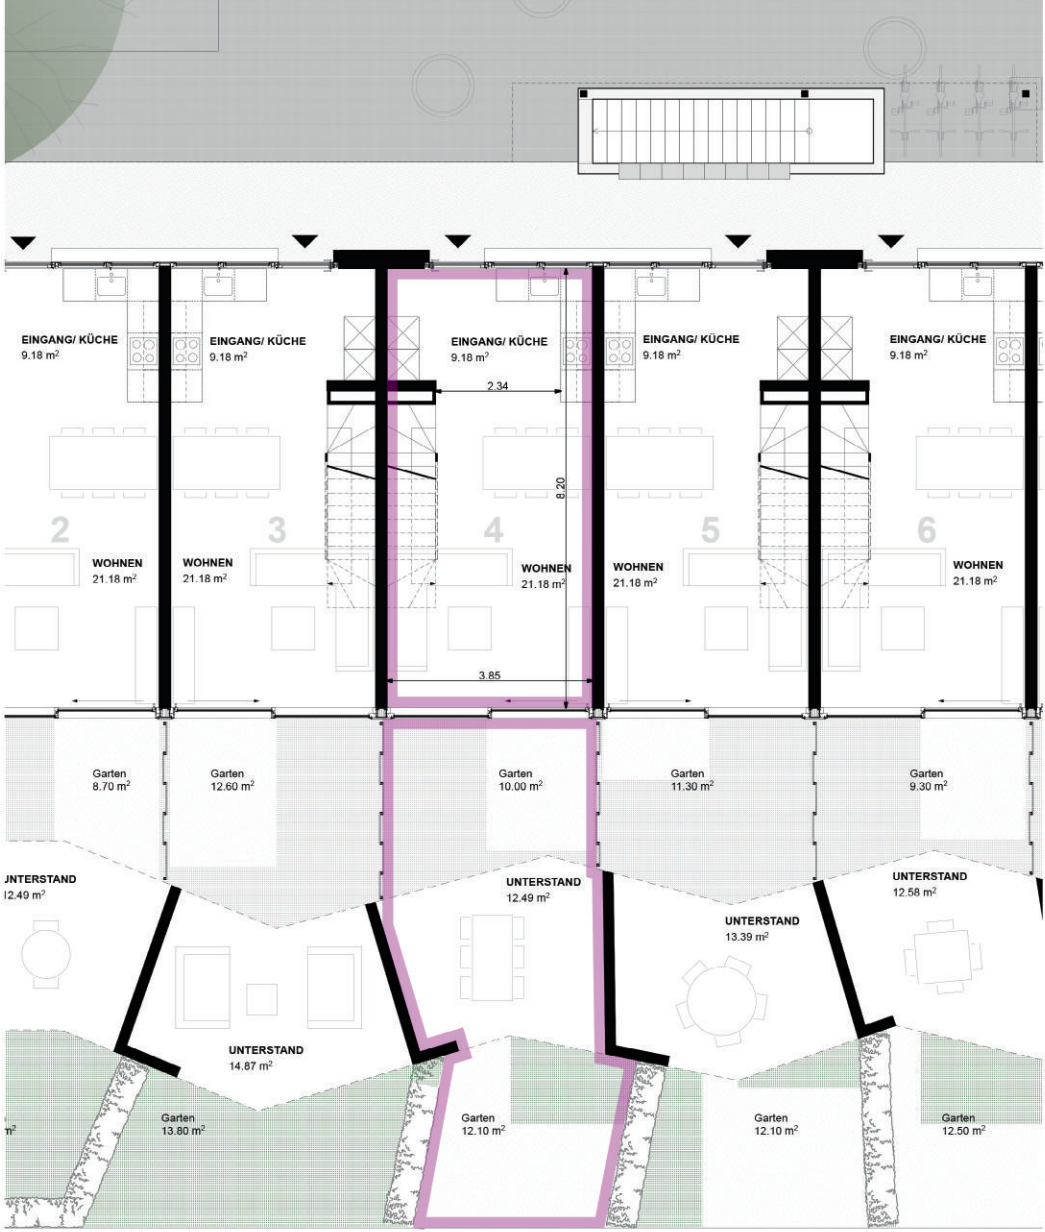 EINGANG/ KÜCHE
9.18 m²
EINGANG/ KÜCHE
9.18 m²
EINGANG/ KÜCHE
9.18 m²
EINGANG/ KÜCHE
9.18 m²
EINGANG/ KÜCHE
9.18 m²
2.34
8.20
2
3
4
5
6
WOHNEN
21.18 m²
WOHNEN
21.18 m²
WOHNEN
21.18 m²
WOHNEN
21.18 m²
WOHNEN
21.18 m²
3.85
Garten
8.70 m²
Garten
12.60 m²
Garten
10.00 m²
Garten
11.30 m²
Garten
9.30 m²
UNTERSTAND
12.49 m²
UNTERSTAND
12.49 m²
UNTERSTAND
12.58 m²
UNTERSTAND
13.39 m²
UNTERSTAND
14.87 m²
m²
Garten
13.80 m²
Garten
12.10 m²
Garten
12.10 m²
Garten
12.50 m²